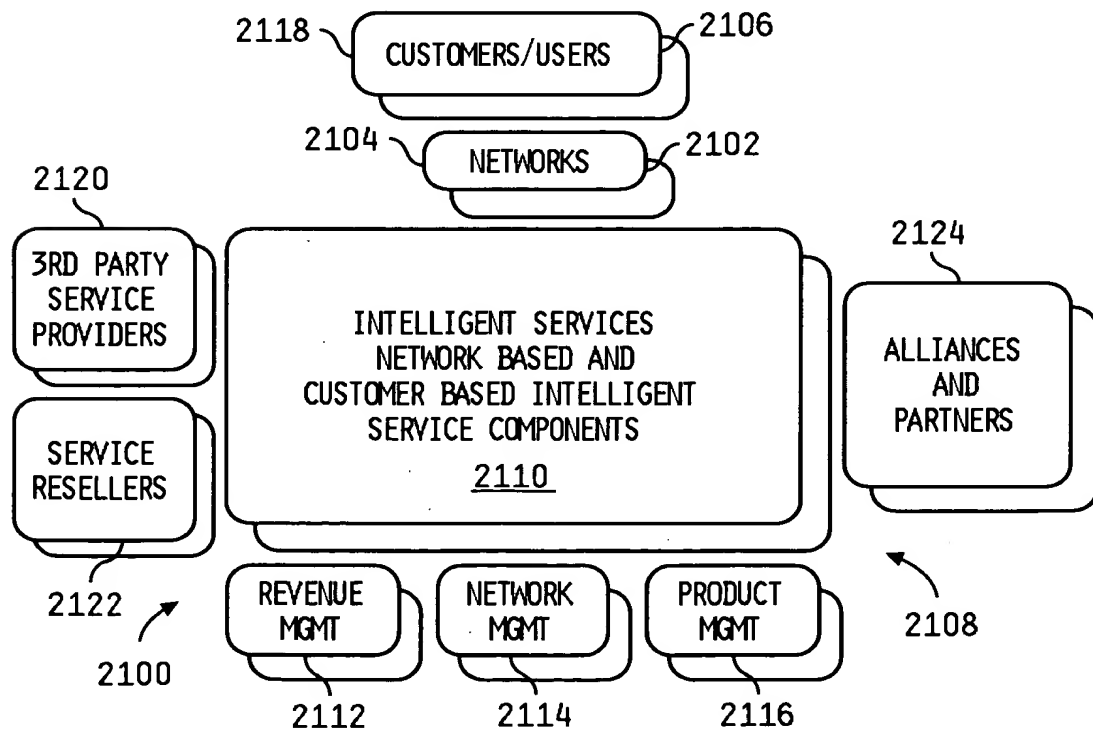 2118
CUSTOMERS/USERS
2106
2104
NETWORKS
2102
2120
3RD PARTY
SERVICE
PROVIDERS
2124
INTELLIGENT SERVICES
NETWORK BASED AND
CUSTOMER BASED INTELLIGENT
SERVICE COMPONENTS
2110
ALLIANCES
AND
PARTNERS
SERVICE
RESELLERS
2122
2100
REVENUE
MGMT
NETWORK
MGMT
PRODUCT
MGMT
2108
2112
2114
2116